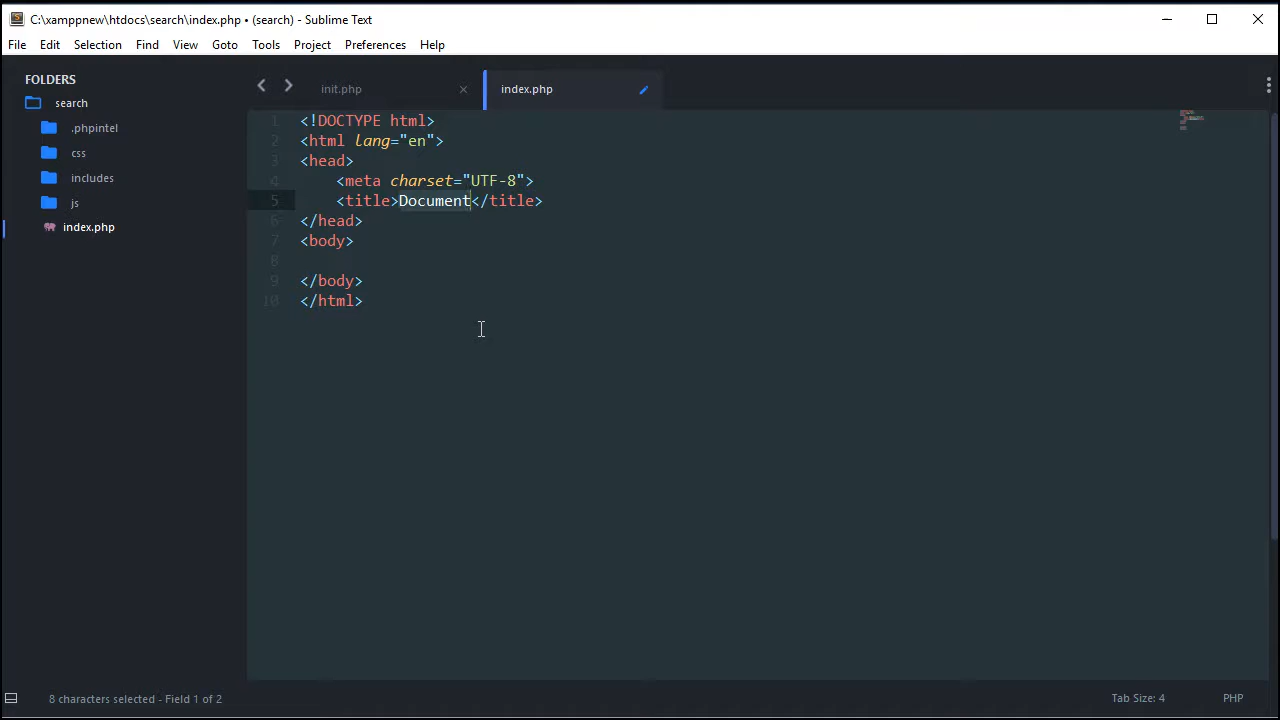 C:\xamppnew\htdocs\search\index.php • (search) - Sublime Text
File Edit Selection Find View Goto Tools Project Preferences Help
FOLDERS
search
.phpintel
css
includes
js
index.php
init.php × index.php
1 <!DOCTYPE html>
2 <html lang="en">
3 <head>
4 <meta charset="UTF-8">
5 <title>Document</title>
6 </head>
7 <body>
8
9 </body>
10 </html>
8 characters selected - Field 1 of 2
Tab Size: 4 PHP